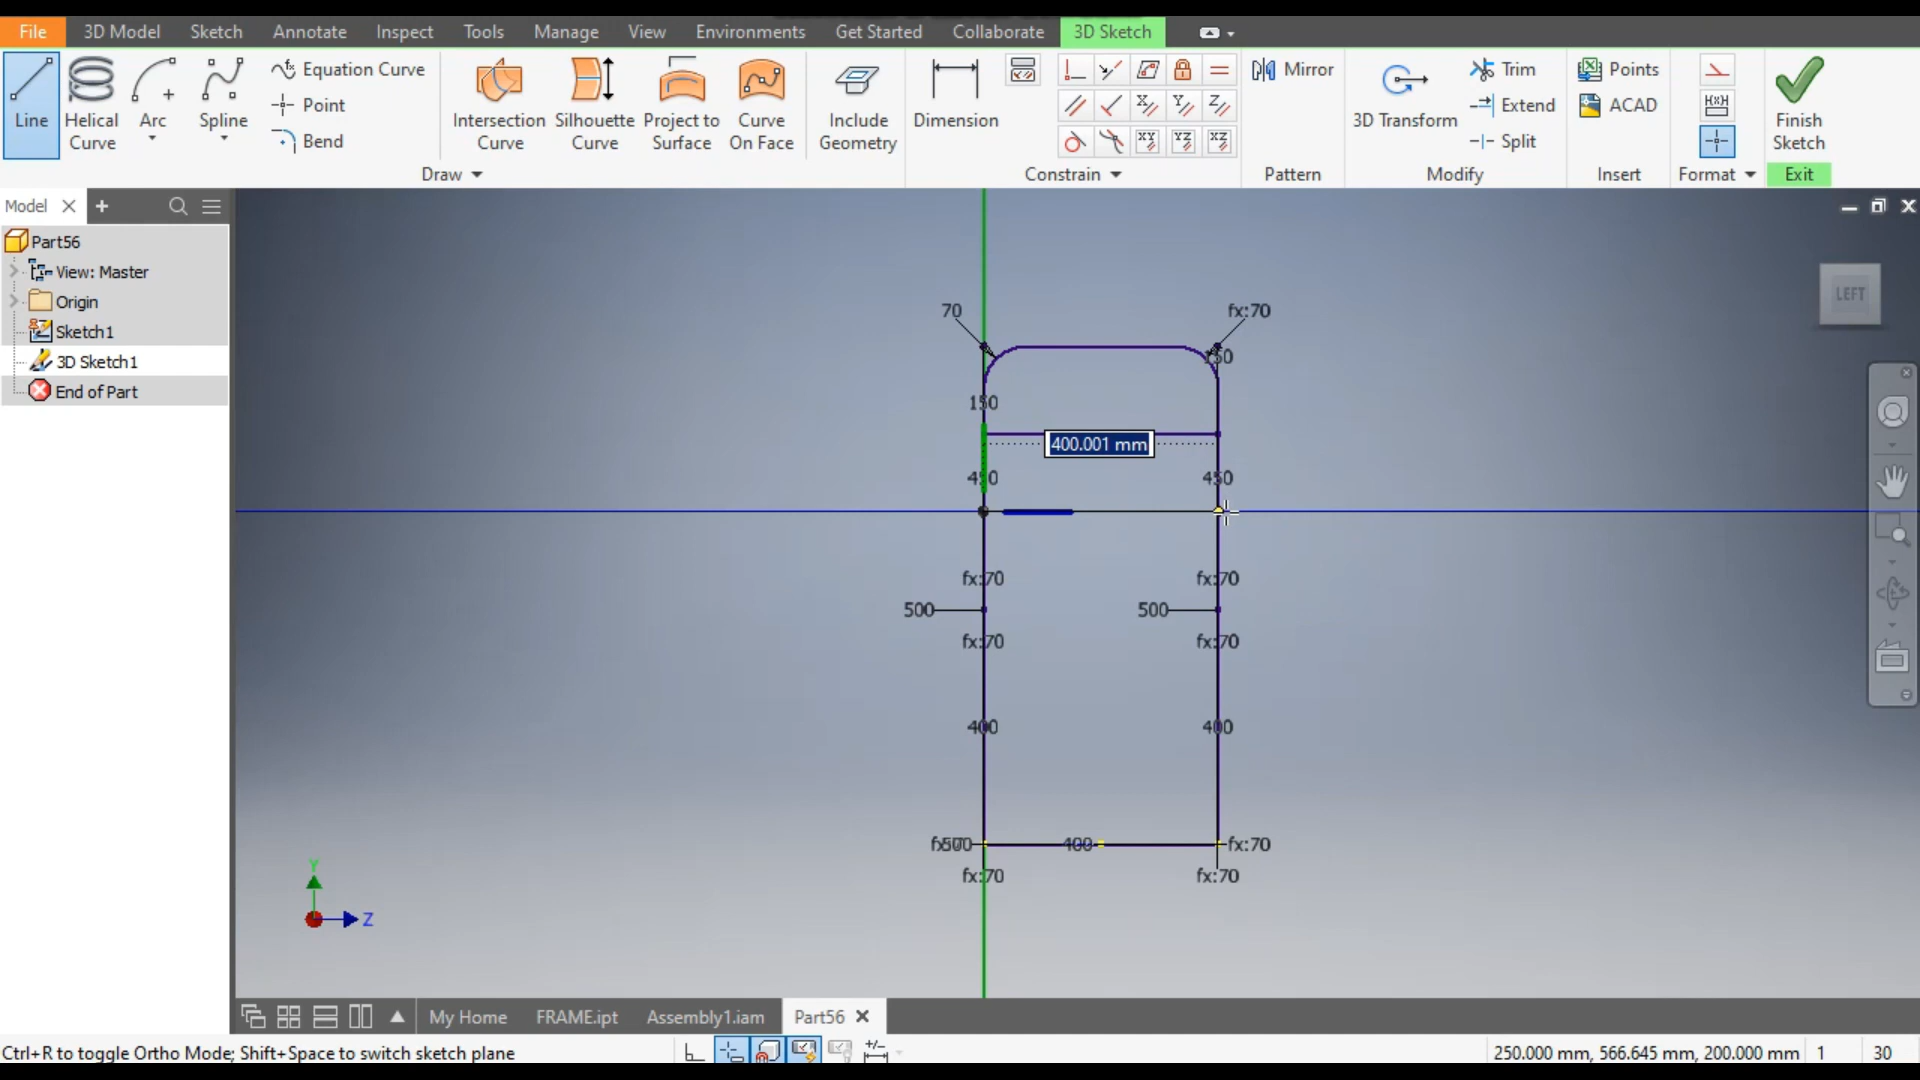 File 3D Model Sketch Annotate Inspect Tools Manage View Environments Get Started Collaborate 3D Sketch
Line
Helical Curve
Arc
Spline
Equation Curve
Point
Bend
Draw
Intersection Curve
Silhouette Curve
Project to Surface
Curve On Face
Include Geometry
Dimension
Constrain
Mirror
Pattern
3D Transform
Trim
Extend
Split
Modify
Points
ACAD
Insert
Format
Finish Sketch
Exit
Model
Part56
View: Master
Origin
Sketch1
3D Sketch1
End of Part
LEFT
70 fx:70
150
150
400.001 mm
450 450
fx:70 fx:70
500 500
fx:70 fx:70
400 400
400 fx:70
fx:70 fx:70
Y
Z
My Home FRAME.ipt Assembly1.iam Part56
Ctrl+R to toggle Ortho Mode; Shift+Space to switch sketch plane
250.000 mm, 566.645 mm, 200.000 mm 1 30